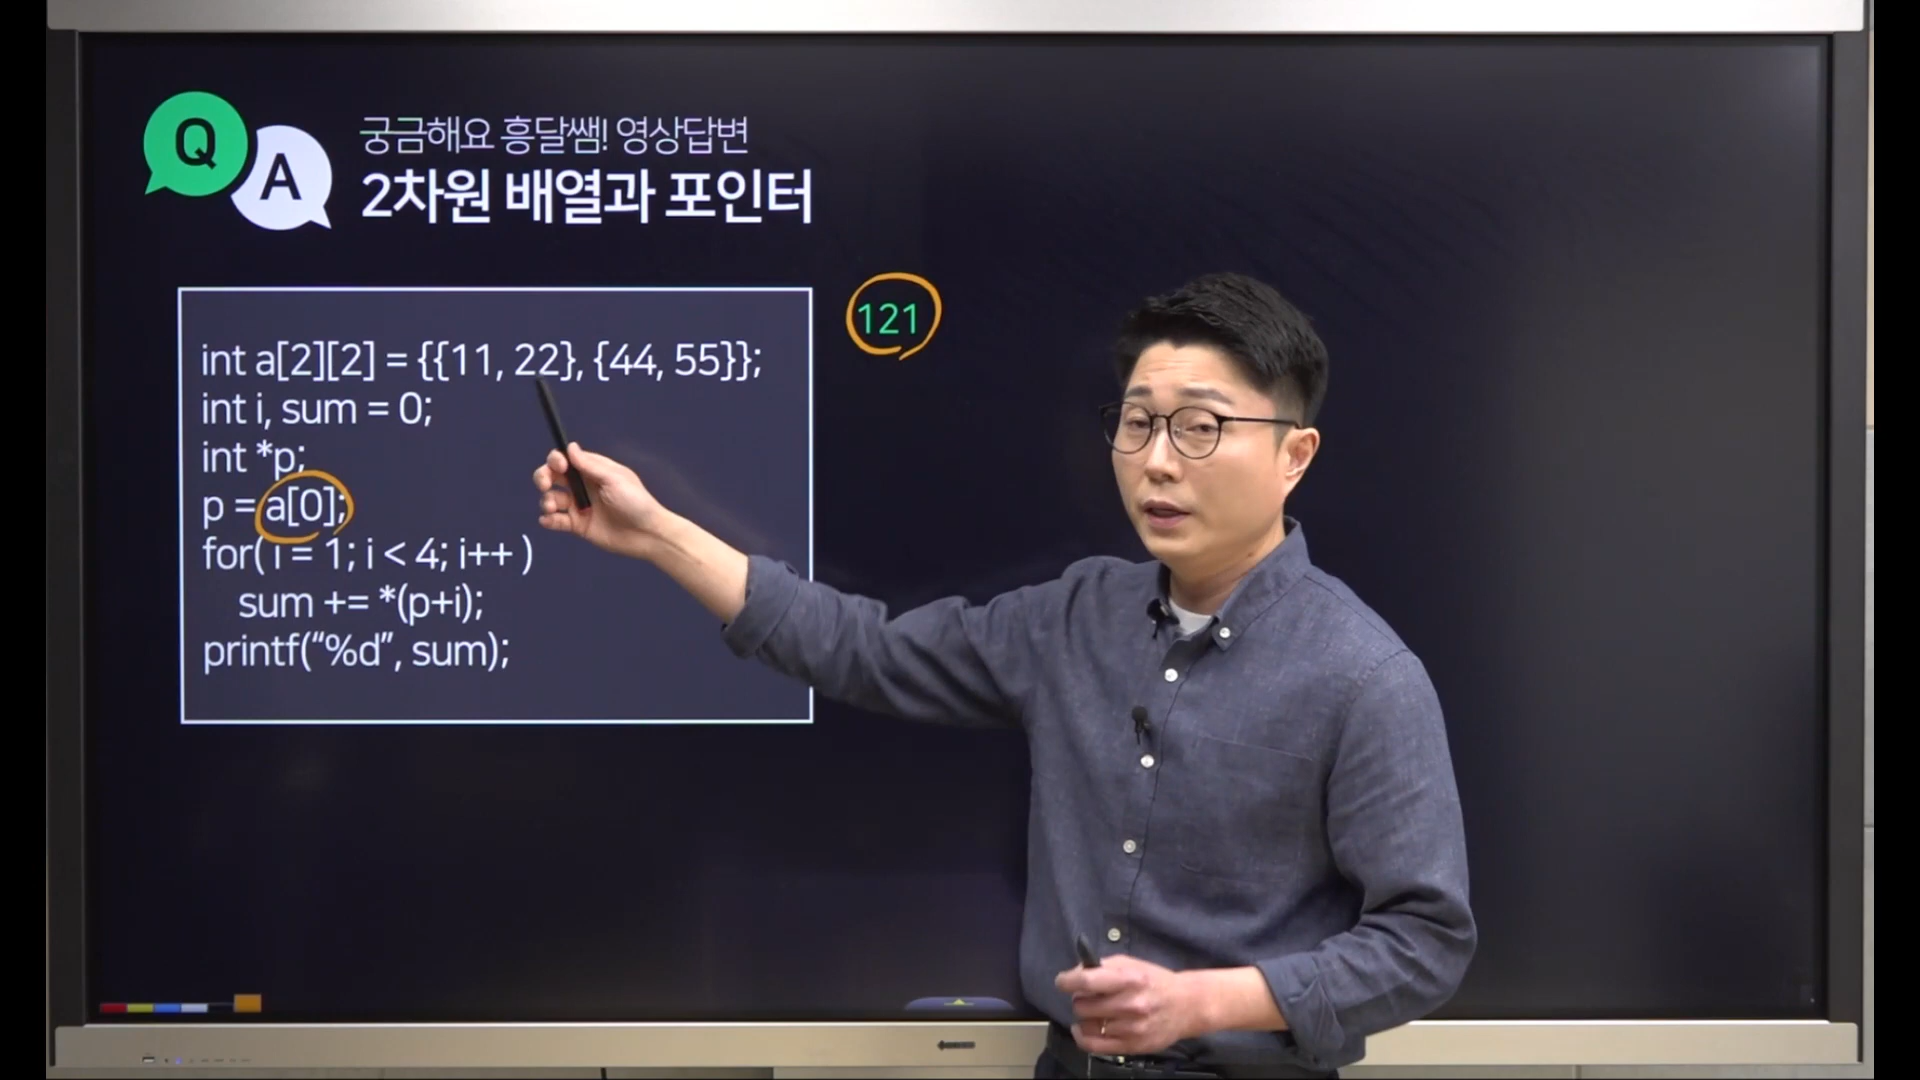 Q
A
궁금해요 흥달쌤! 영상답변
2차원 배열과 포인터
121
int a[2][2] = {{11, 22}, {44, 55}};
int i, sum = 0;
int *p;
p = a[0];
for( i = 1; i < 4; i++ )
sum += *(p+i);
printf(“%d”, sum);